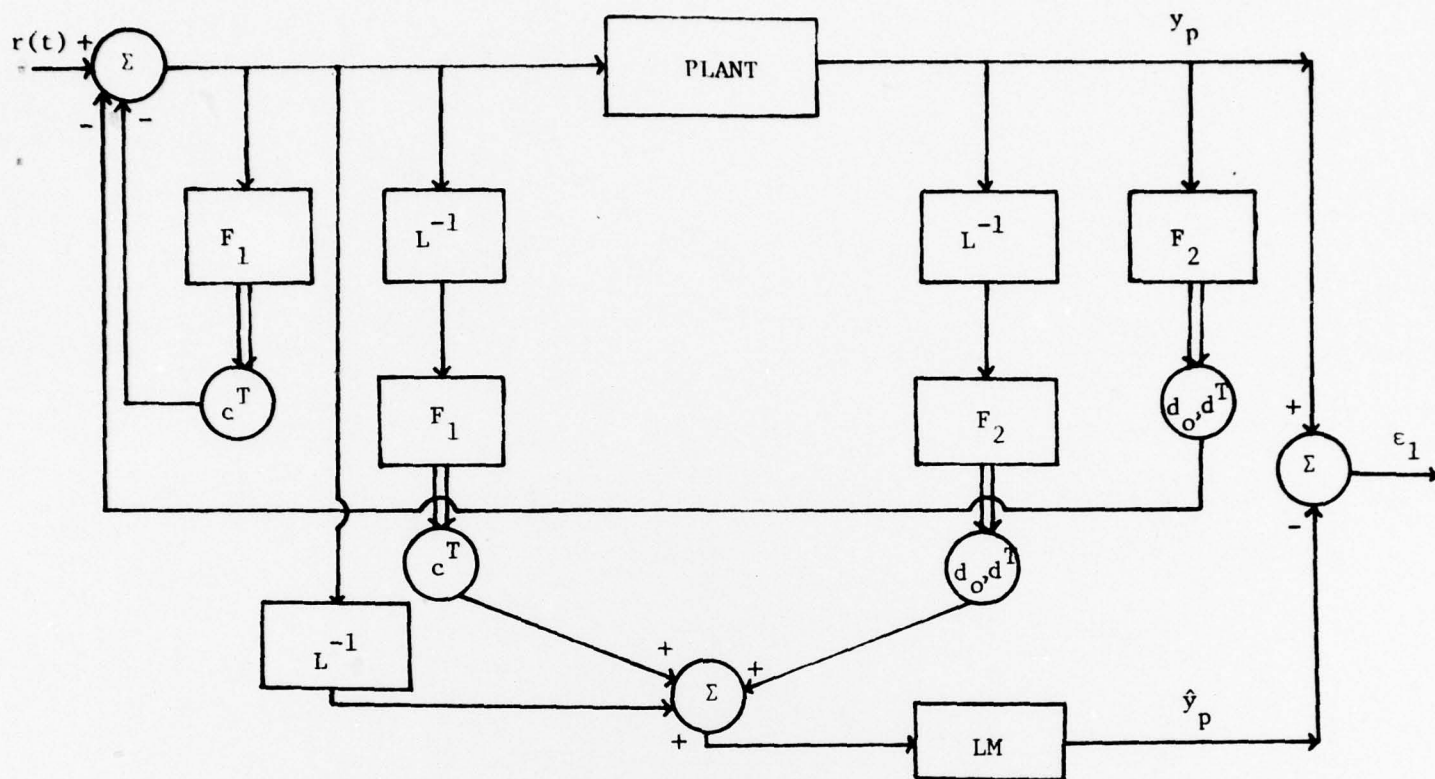 r(t) + Σ
- -
PLANT
y_p
F_1
L^{-1}
L^{-1}
F_2
c^T
F_1
F_2
d_o, d^T
+
Σ
ε_1
-
c^T
d_o, d^T
L^{-1}
+
+
Σ
+
LM
ŷ_p